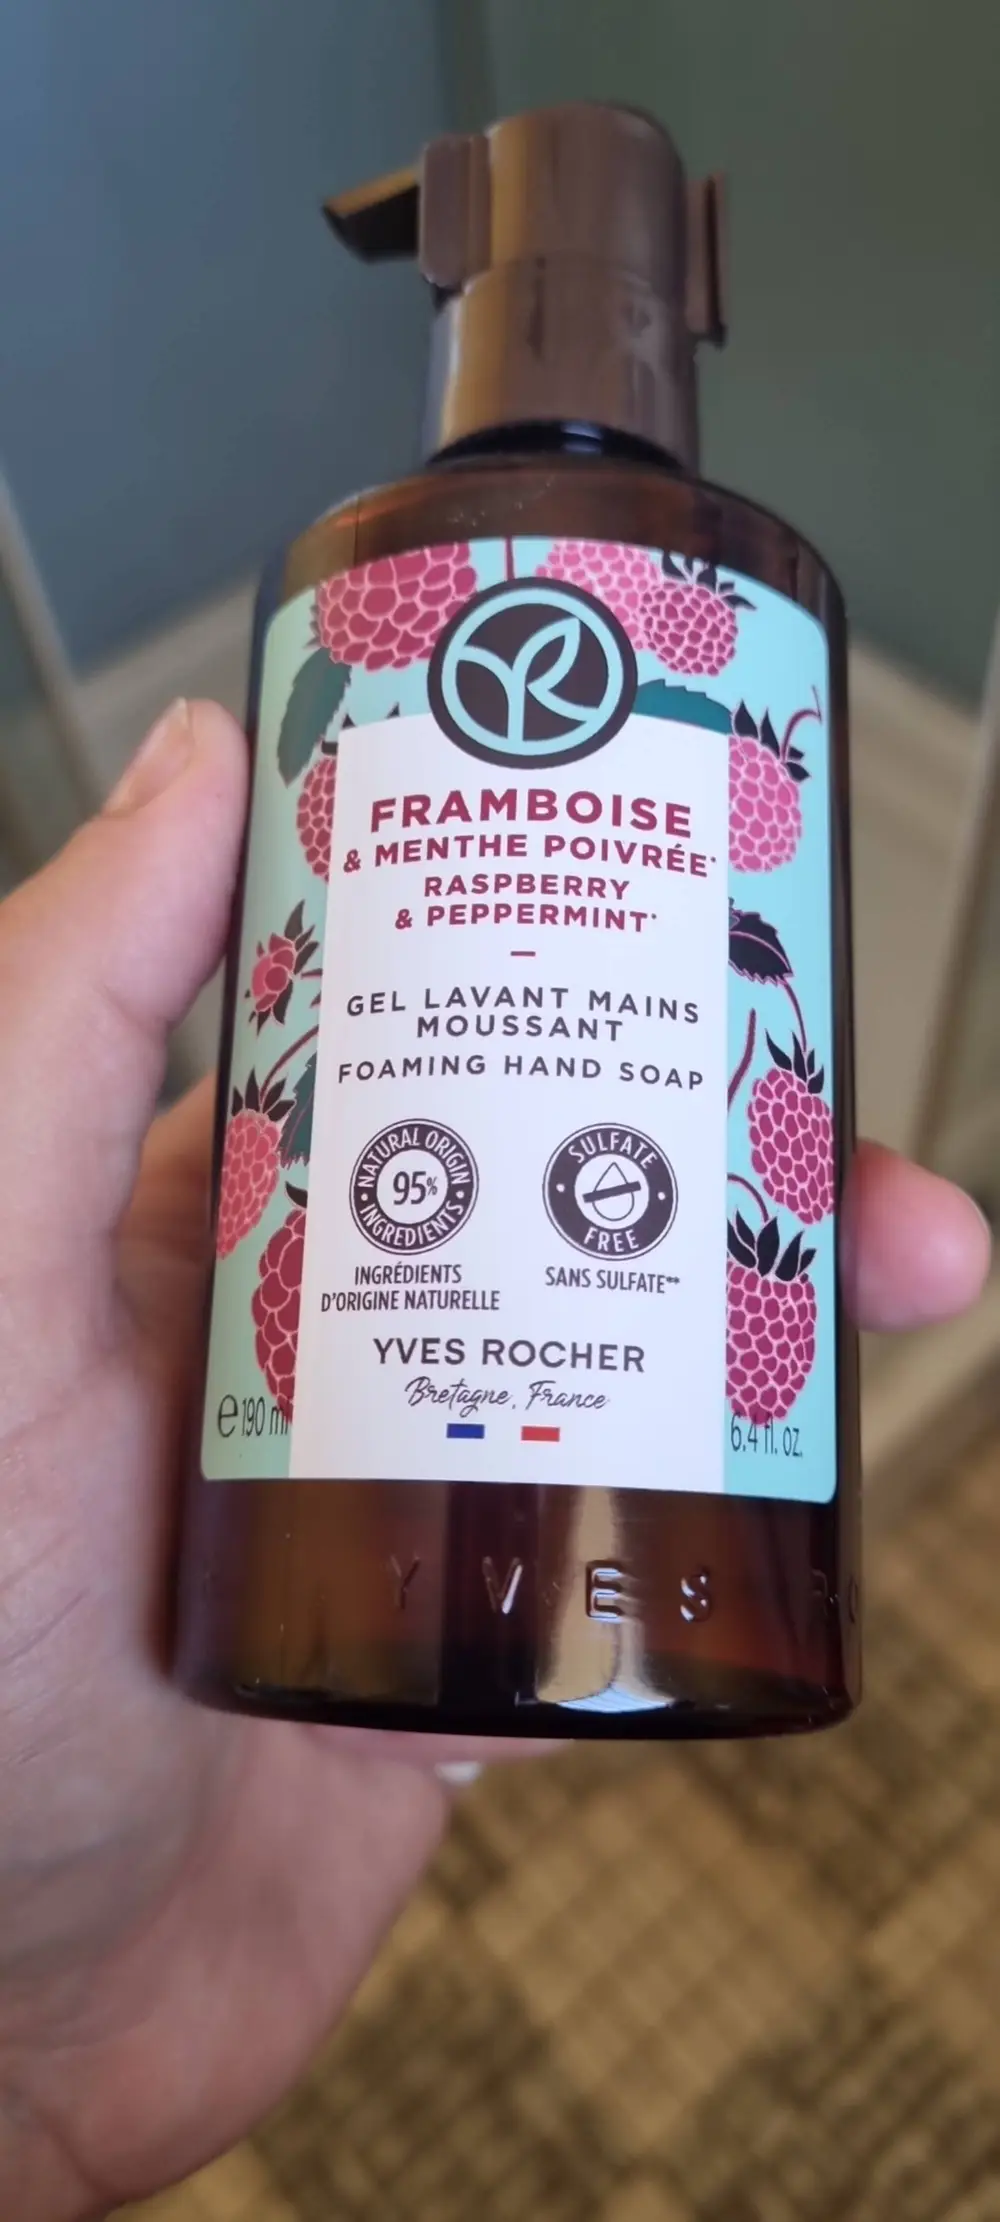 FRAMBOISE
& MENTHE POIVRÉE*
RASPBERRY
& PEPPERMINT*
GEL LAVANT MAINS
MOUSSANT
FOAMING HAND SOAP
NATURAL ORIGIN
95%
INGREDIENTS
INGRÉDIENTS
D'ORIGINE NATURELLE
SULFATE
FREE
SANS SULFATE**
YVES ROCHER
Bretagne, France
e 190 ml
6.4 fl. oz.
YVES